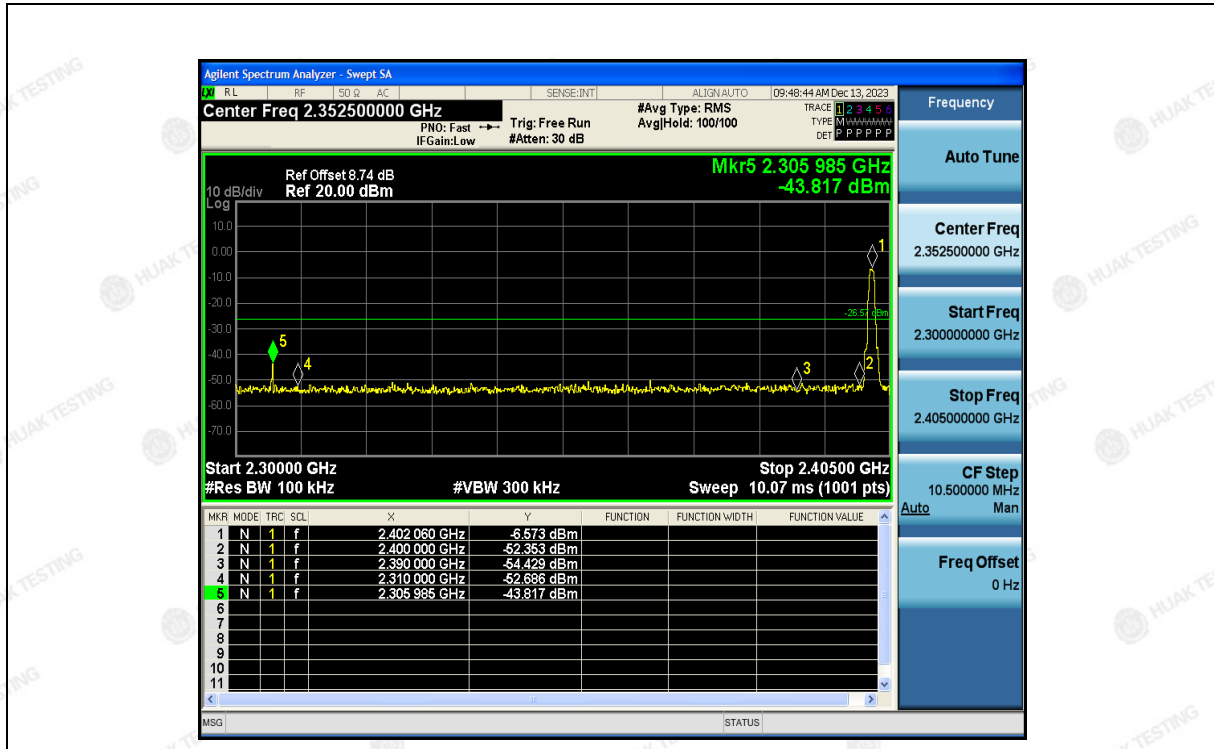 Agilent Spectrum Analyzer - Swept SA
LXI RL RF 50 Ω AC SENSE:INT ALIGN AUTO 09:48:44 AM Dec 13, 2023
Center Freq 2.352500000 GHz
PNO: Fast
IFGain:Low
Trig: Free Run
#Atten: 30 dB
#Avg Type: RMS
Avg|Hold: 100/100
TRACE 1 2 3 4 5 6
TYPE M
DET P P P P P P
Mkr5 2.305 985 GHz
-43.817 dBm
Ref Offset 8.74 dB
10 dB/div Ref 20.00 dBm
Log
10.0
0.00
-10.0
-20.0
-30.0
-40.0
-50.0
-60.0
-70.0
1
-26.57 dBm
5
4
3
2
Start 2.30000 GHz Stop 2.40500 GHz
#Res BW 100 kHz #VBW 300 kHz Sweep 10.07 ms (1001 pts)
MKR MODE TRC SCL X Y FUNCTION FUNCTION WIDTH FUNCTION VALUE
1 N 1 f 2.402 060 GHz -6.573 dBm
2 N 1 f 2.400 000 GHz -52.353 dBm
3 N 1 f 2.390 000 GHz -54.429 dBm
4 N 1 f 2.310 000 GHz -52.686 dBm
5 N 1 f 2.305 985 GHz -43.817 dBm
6
7
8
9
10
11
MSG STATUS
Frequency
Auto Tune
Center Freq
2.352500000 GHz
Start Freq
2.300000000 GHz
Stop Freq
2.405000000 GHz
CF Step
10.500000 MHz
Auto Man
Freq Offset
0 Hz
HUAK TESTING